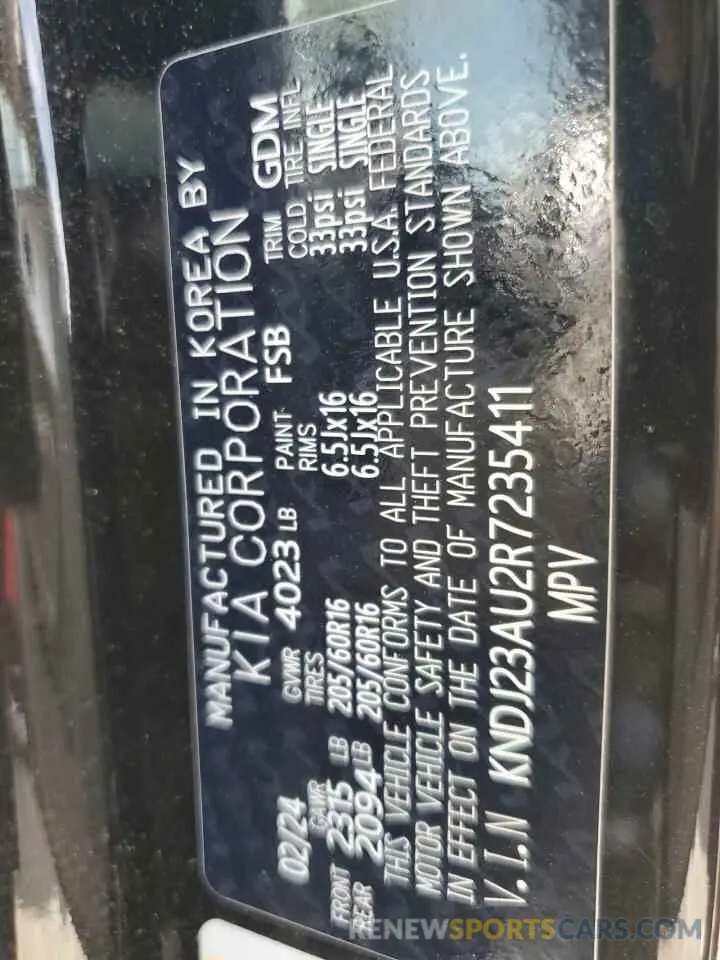 MANUFACTURED IN KOREA BY
KIA CORPORATION
02/24 GVWR 4023 LB PAINT FSB TRIM GDM
GAWR TIRES RIMS COLD TIRE INFL
FRONT 2315 LB 205/60R16 6.5Jx16 33psi SINGLE
REAR 2094 LB 205/60R16 6.5Jx16 33psi SINGLE
THIS VEHICLE CONFORMS TO ALL APPLICABLE U.S.A. FEDERAL
MOTOR VEHICLE SAFETY AND THEFT PREVENTION STANDARDS
IN EFFECT ON THE DATE OF MANUFACTURE SHOWN ABOVE.
V.I.N KNDJ23AU2R7235411
MPV
RENEWSPORTSCARS.COM